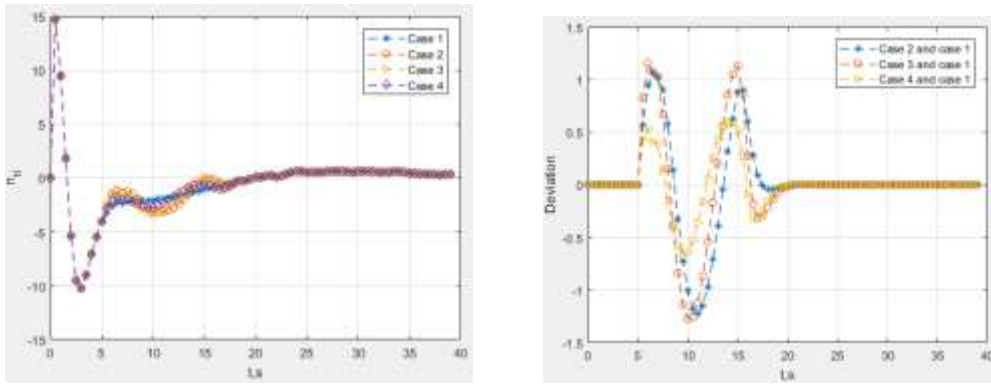 15
10
5
0
-5
-10
-15
0 5 10 15 20 25 30 35 40
t,s
Case 1
Case 2
Case 3
Case 4
1.5
1
0.5
0
-0.5
-1
-1.5
0 5 10 15 20 25 30 35 40
t,s
Deviation
Case 2 and case 1
Case 3 and case 1
Case 4 and case 1